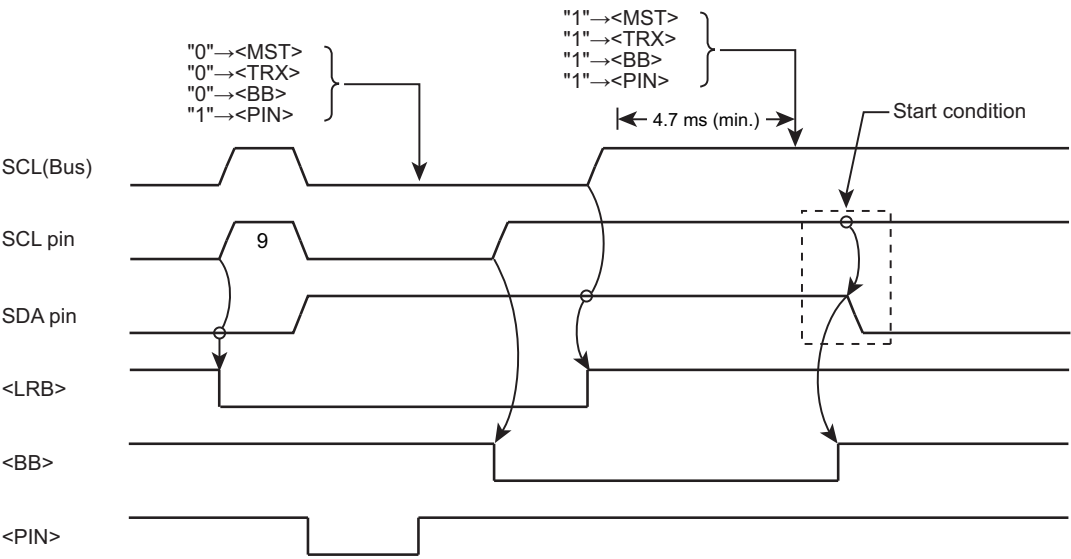 "0"→<MST>
"0"→<TRX>
"0"→<BB>
"1"→<PIN>
"1"→<MST>
"1"→<TRX>
"1"→<BB>
"1"→<PIN>
4.7 ms (min.)
Start condition
SCL(Bus)
SCL pin
9
SDA pin
<LRB>
<BB>
<PIN>